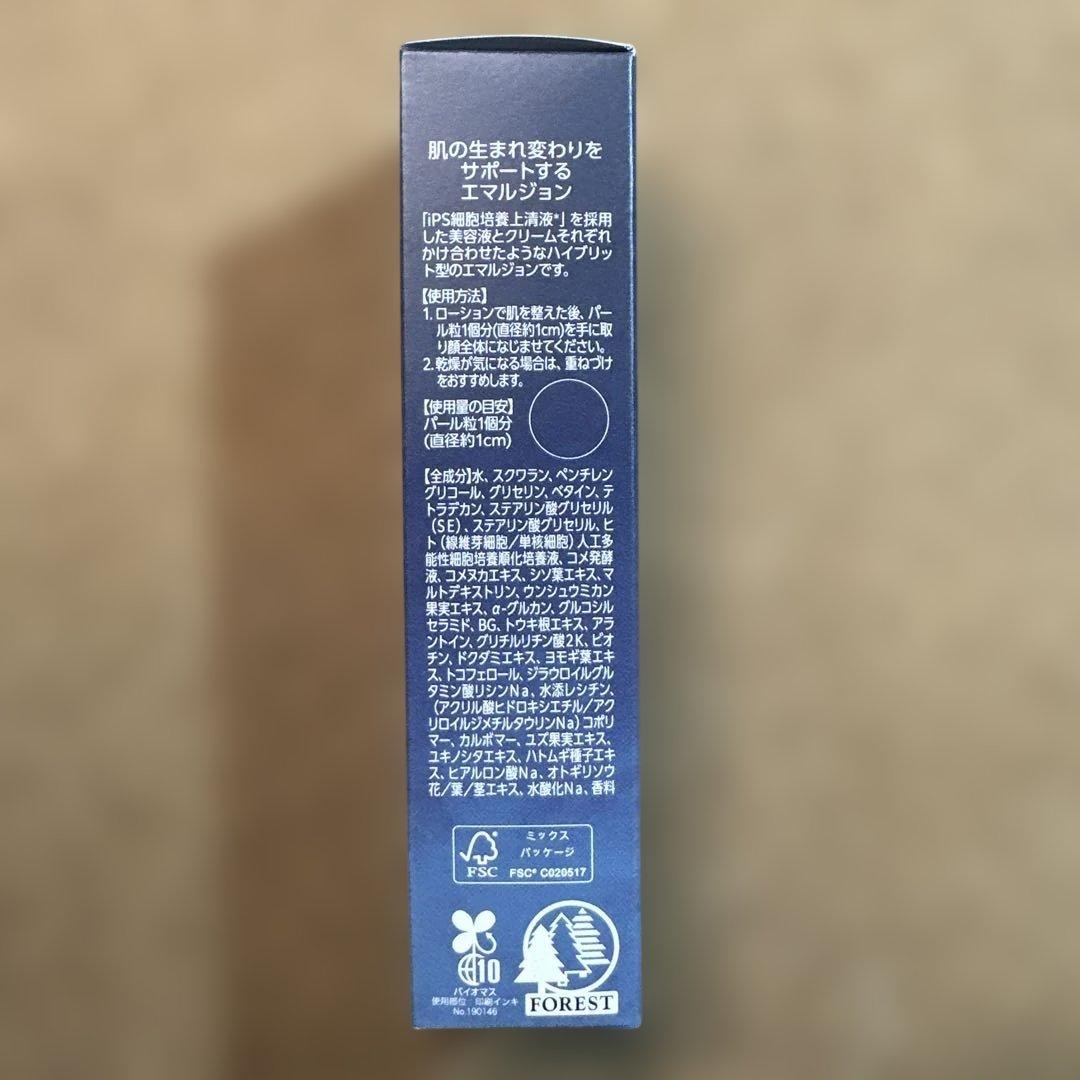 肌の生まれ変わりを
サポートする
エマルジョン
「iPS細胞培養上清液*」を採用
した美容液とクリームそれぞれ
かけ合わせたようなハイブリッ
ト型のエマルジョンです。
【使用方法】
1. ローションで肌を整えた後、パー
ル粒1個分(直径約1cm)を手に取
り顔全体になじませてください。
2. 乾燥が気になる場合は、重ねづけ
をおすすめします。
【使用量の目安】
パール粒1個分
(直径約1cm)
【全成分】水、スクワラン、ペンチレン
グリコール、グリセリン、ベタイン、テ
トラデカン、ステアリン酸グリセリル
(SE)、ステアリン酸グリセリル、ヒ
ト(線維芽細胞/単核細胞)人工多
能性細胞培養順化培養液、コメ発酵
液、コメヌカエキス、シソ葉エキス、マ
ルトデキストリン、ウンシュウミカン
果実エキス、α-グルカン、グルコシル
セラミド、BG、トウキ根エキス、アラ
ントイン、グリチルリチン酸2K、ビオ
チン、ドクダミエキス、ヨモギ葉エキ
ス、トコフェロール、ジラウロイルグル
タミン酸リシンNa、水添レシチン、
(アクリル酸ヒドロキシエチル/アク
リロイルジメチルタウリンNa)コポリ
マー、カルボマー、ユズ果実エキス、
ユキノシタエキス、ハトムギ種子エキ
ス、ヒアルロン酸Na、オトギリソウ
花/葉/茎エキス、水酸化Na、香料
ミックス
パッケージ
FSC
FSC® C020517
10
バイオマス
使用部位:印刷インキ
No.190146
FOREST